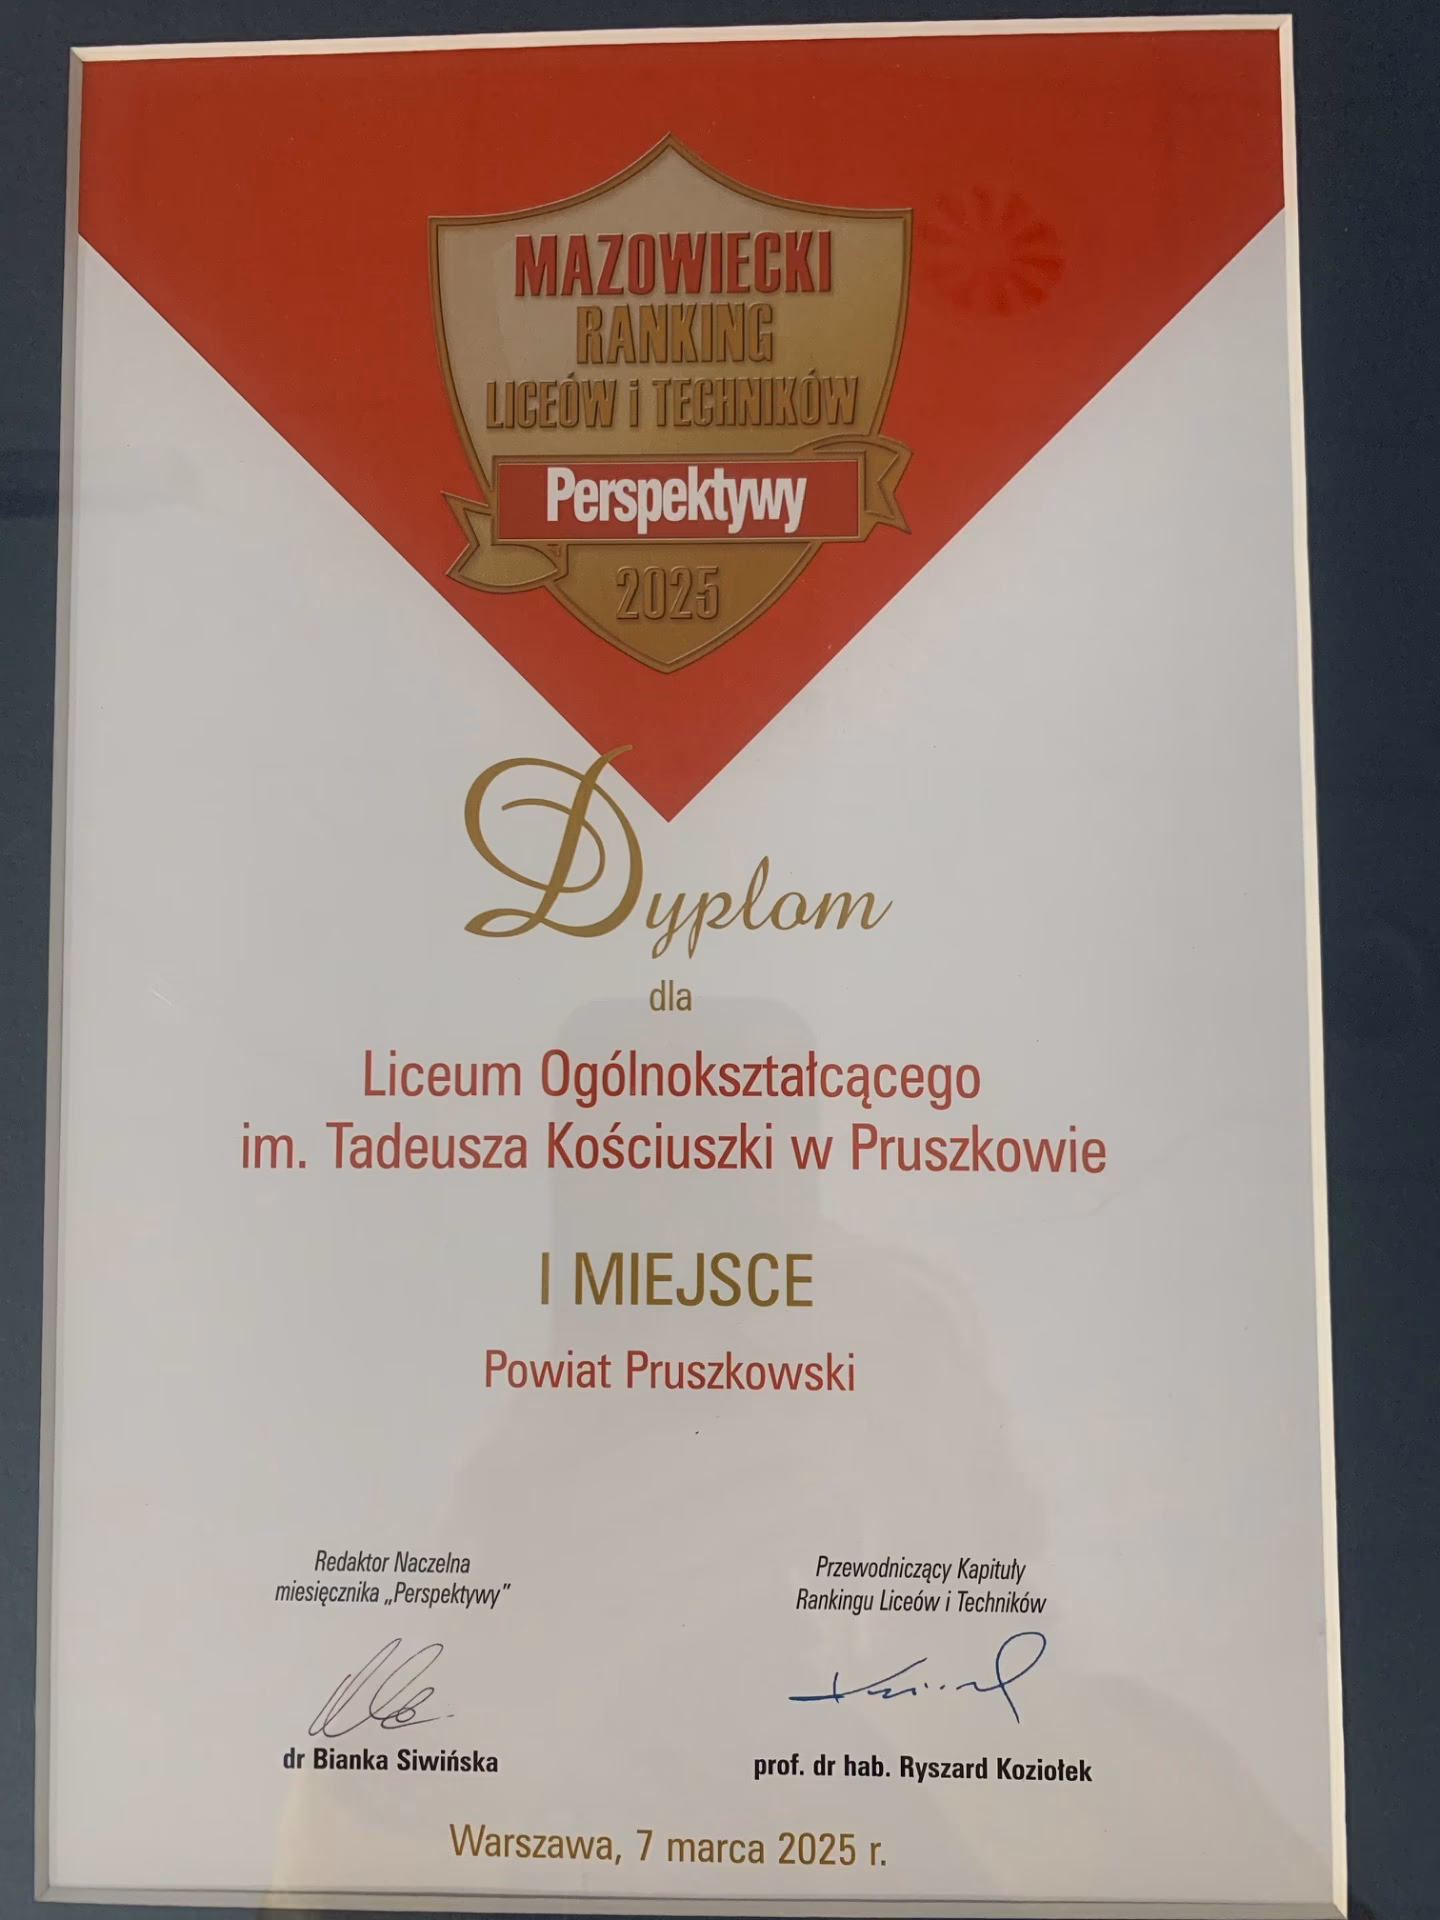 MAZOWIECKI
RANKING
LICEÓW i TECHNIKÓW
Perspektywy
2025
Dyplom
dla
Liceum Ogólnokształcącego
im. Tadeusza Kościuszki w Pruszkowie
I MIEJSCE
Powiat Pruszkowski
Redaktor Naczelna
miesięcznika „Perspektywy”
dr Bianka Siwińska
Przewodniczący Kapituły
Rankingu Liceów i Techników
prof. dr hab. Ryszard Koziołek
Warszawa, 7 marca 2025 r.